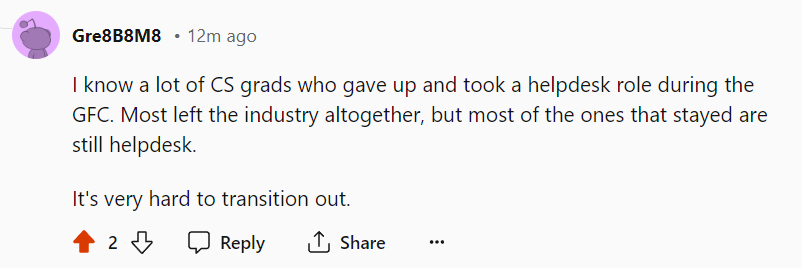 Gre8B8M8 • 12m ago
I know a lot of CS grads who gave up and took a helpdesk role during the
GFC. Most left the industry altogether, but most of the ones that stayed are
still helpdesk.
It's very hard to transition out.
2 Reply Share ...